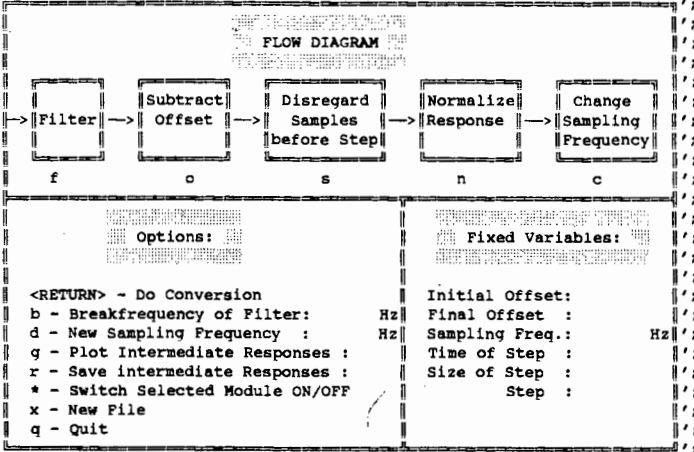 FLOW DIAGRAM
Subtract Disregard Normalize Change
->Filter -> Offset -> Samples ->Response ->Sampling
before Step Frequency
f o s n c
Options: Fixed Variables:
<RETURN> - Do Conversion Initial Offset:
b - Breakfrequency of Filter: Hz Final Offset :
d - New Sampling Frequency : Hz Sampling Freq.: Hz
g - Plot Intermediate Responses : Time of Step :
r - Save intermediate Responses : Size of Step :
* - Switch Selected Module ON/OFF Step :
x - New File
q - Quit